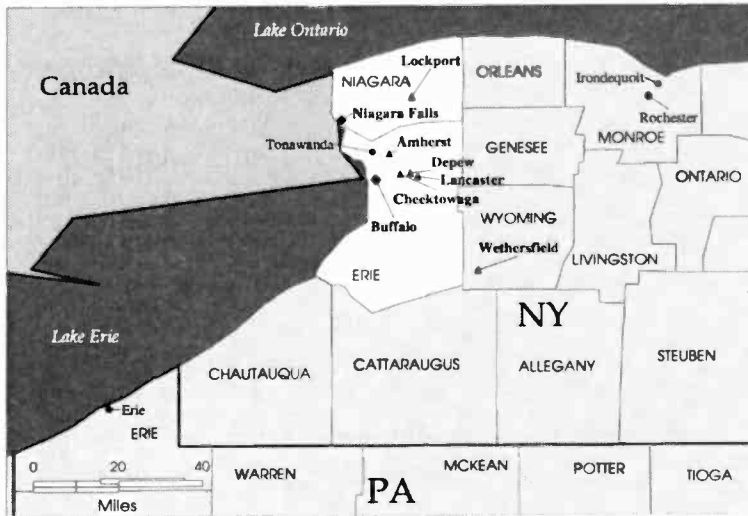 Lake Ontario
Canada
Lockport
NIAGARA
ORLEANS
Irondequoit
Niagara Falls
Rochester
Tonawanda
Amherst
MONROE
GENESEE
Depew
Lancaster
ONTARIO
Cheektowaga
WYOMING
Buffalo
Wethersfield
LIVINGSTON
ERIE
NY
Lake Erie
CHAUTAUQUA
CATTARAUGUS
ALLEGANY
STEUBEN
Erie
ERIE
0 20 40
Miles
WARREN
MCKEAN
POTTER
TIOGA
PA